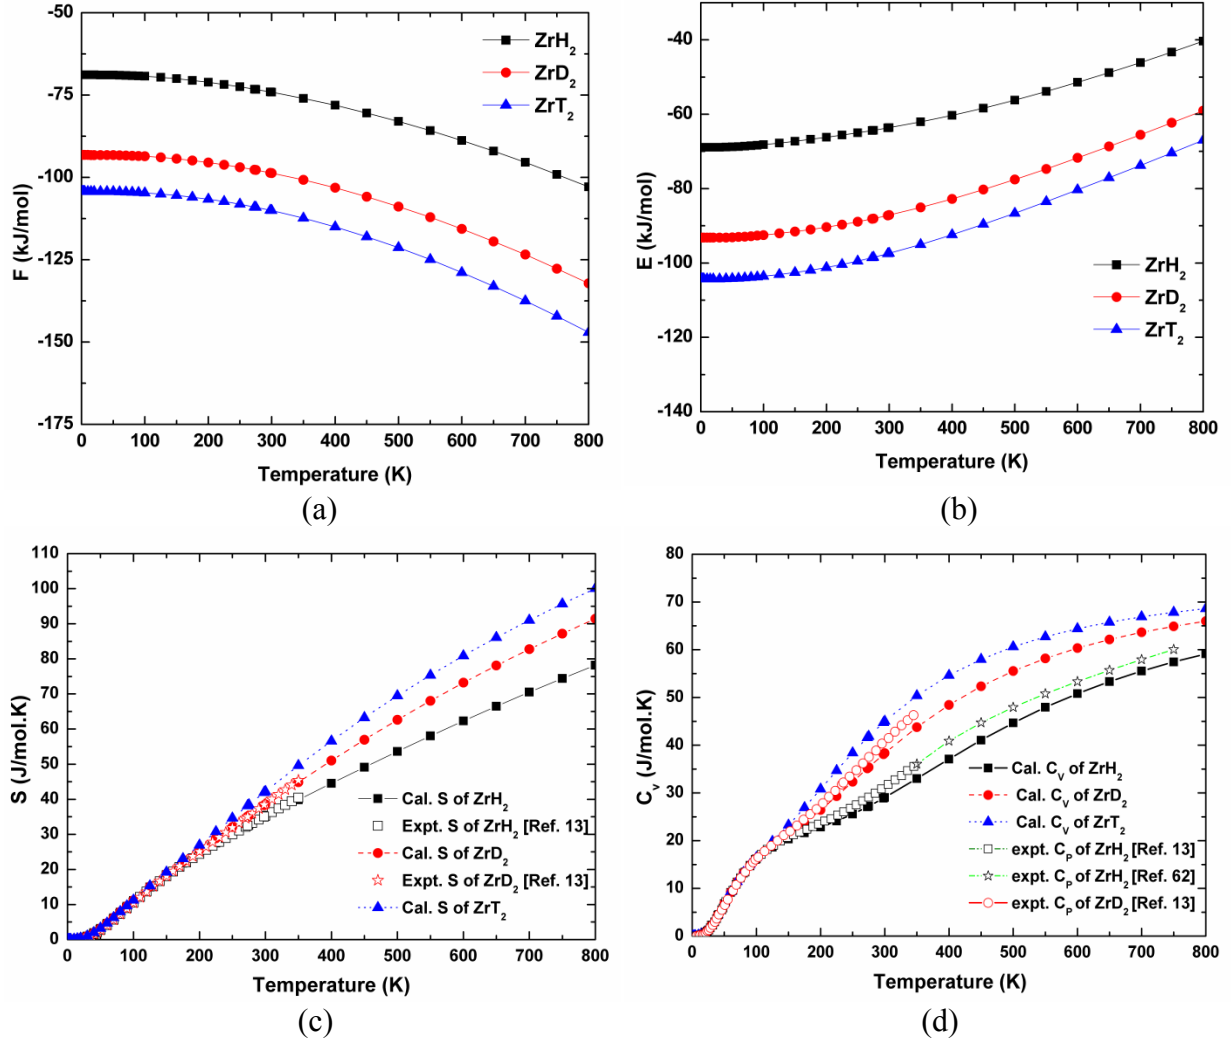 -50
-75
-100
-125
-150
-175
F (kJ/mol)
ZrH2
ZrD2
ZrT2
0 100 200 300 400 500 600 700 800
Temperature (K)
(a)
-40
-60
-80
-100
-120
-140
E (kJ/mol)
ZrH2
ZrD2
ZrT2
0 100 200 300 400 500 600 700 800
Temperature (K)
(b)
110
100
90
80
70
60
50
40
30
20
10
0
S (J/mol.K)
Cal. S of ZrH2
Expt. S of ZrH2 [Ref. 13]
Cal. S of ZrD2
Expt. S of ZrD2 [Ref. 13]
Cal. S of ZrT2
0 100 200 300 400 500 600 700 800
Temperature (K)
(c)
80
70
60
50
40
30
20
10
0
Cv (J/mol.K)
Cal. CV of ZrH2
Cal. CV of ZrD2
Cal. CV of ZrT2
expt. CP of ZrH2 [Ref. 13]
expt. CP of ZrH2 [Ref. 62]
expt. CP of ZrD2 [Ref. 13]
0 100 200 300 400 500 600 700 800
Temperature (K)
(d)